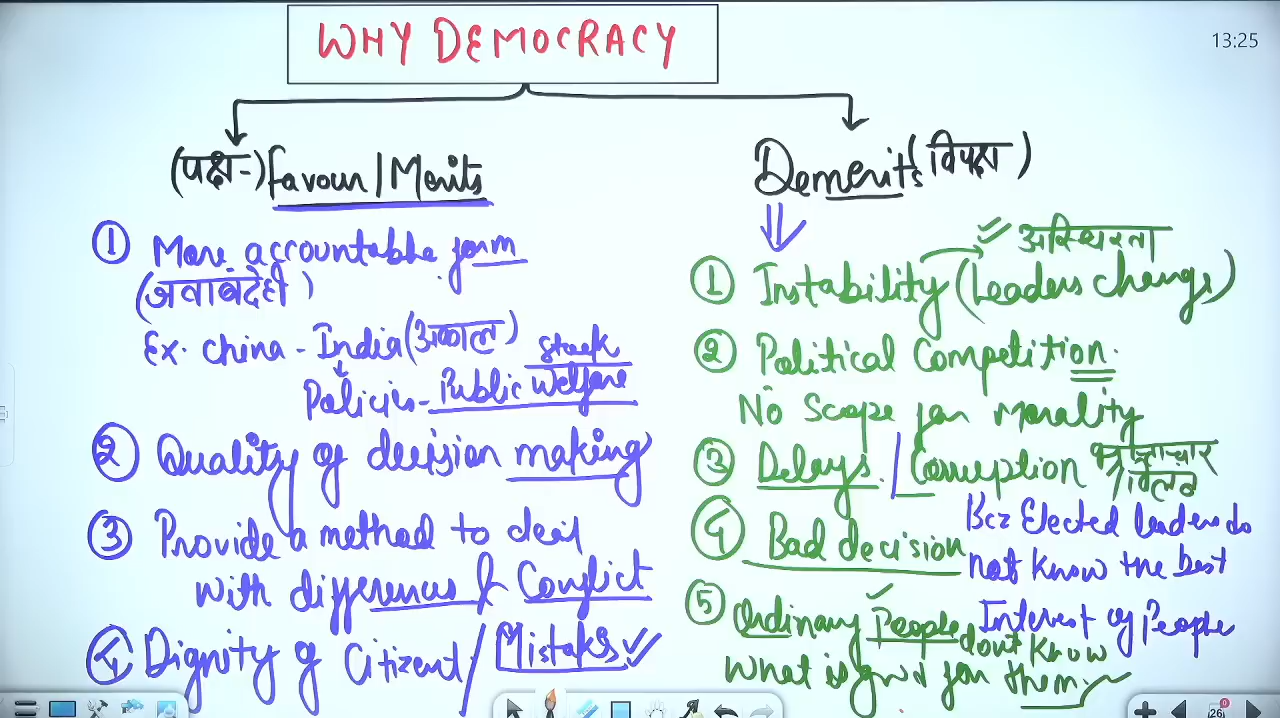 WHY DEMOCRACY
13:25
(पक्ष-) favour/Merits
① More accountable form
(जवाबदेही)
Ex. China - India (अकाल)
Policies - Public Welfare
② Quality of decision making
③ Provide a method to deal
with differences & Conflict
④ Dignity of Citizent / Mistakes
Demerits (विपक्ष)
अस्थिरता
① Instability (Leaders change)
② Political Competition.
No Scope for Morality
③ Delays. / Corruption भ्रष्टाचार
विलंब
④ Bad decision Bcz Elected leaders do
not know the best
Interest of People
⑤ Ordinary People dont know
what is good for them.
26